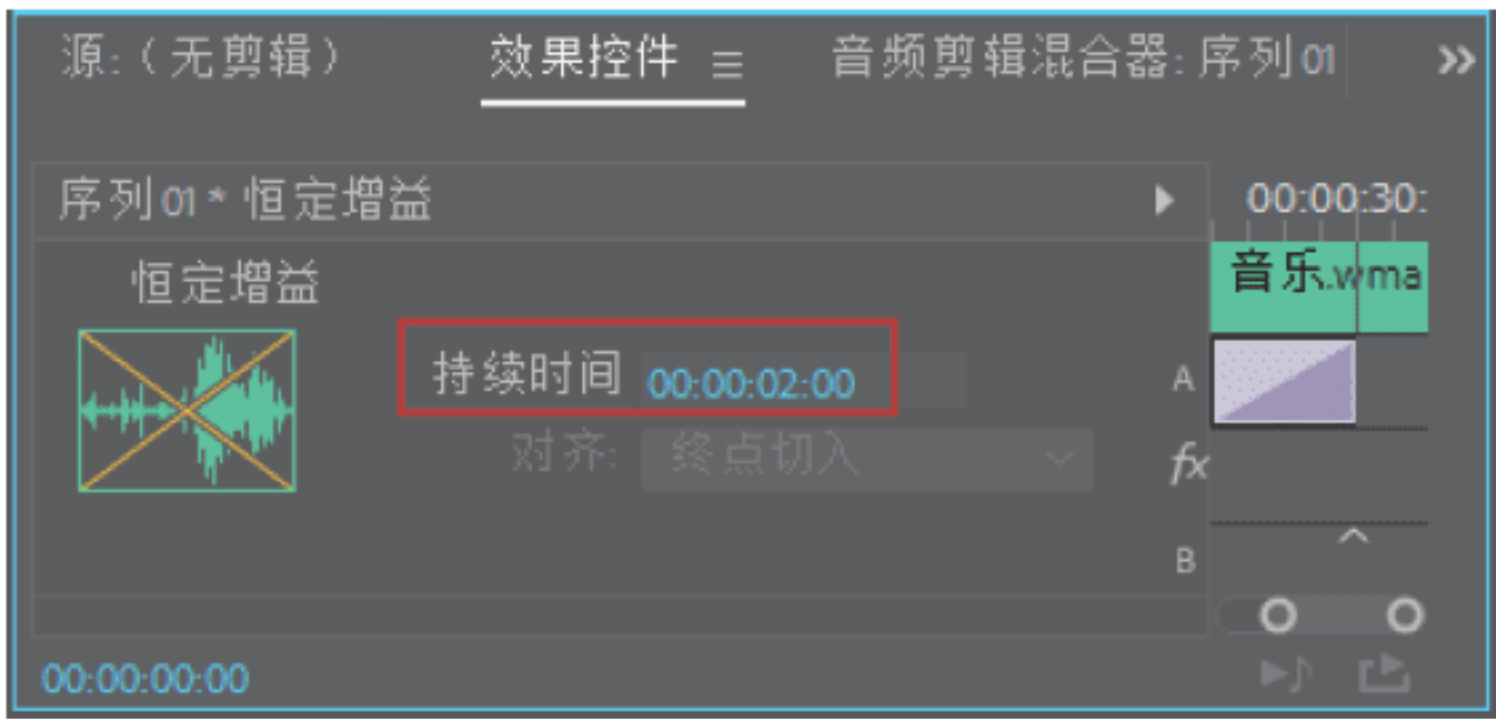 源:（无剪辑） 效果控件 音频剪辑混合器: 序列 01
序列 01 * 恒定增益 00:00:30:
恒定增益 音乐.wma
持续时间 00:00:02:00 A
对齐: 终点切入 fx
B
00:00:00:00